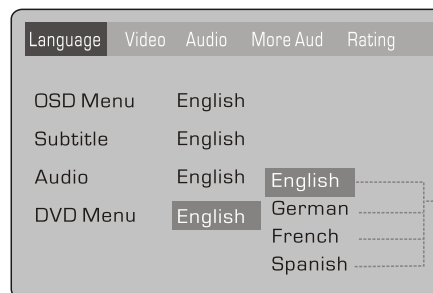 Language Video Audio More Aud Rating
OSD Menu English
Subtitle English
Audio English English
German
DVD Menu English
French
Spanish